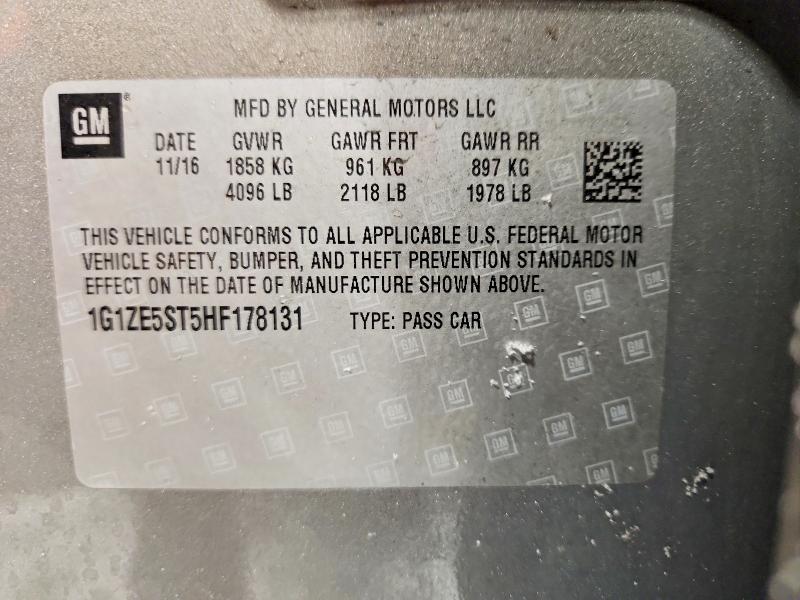 GM® MFD BY GENERAL MOTORS LLC
DATE GVWR GAWR FRT GAWR RR
11/16 1858 KG 961 KG 897 KG
4096 LB 2118 LB 1978 LB
THIS VEHICLE CONFORMS TO ALL APPLICABLE U.S. FEDERAL MOTOR
VEHICLE SAFETY, BUMPER, AND THEFT PREVENTION STANDARDS IN
EFFECT ON THE DATE OF MANUFACTURE SHOWN ABOVE.
1G1ZE5ST5HF178131 TYPE: PASS CAR